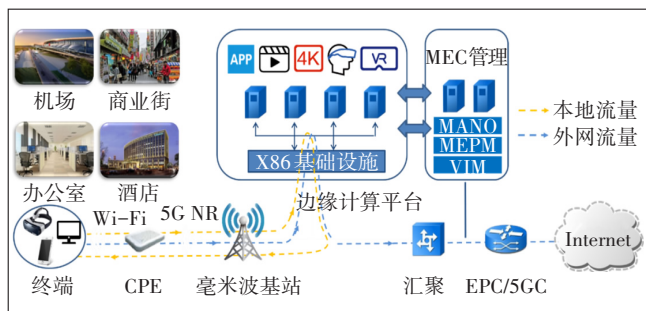 机场
商业街
办公室
酒店
APP
4K
VR
X86基础设施
边缘计算平台
MEC管理
MANO
MEPM
VIM
本地流量
外网流量
Wi-Fi
5G NR
终端
CPE
毫米波基站
汇聚
EPC/5GC
Internet